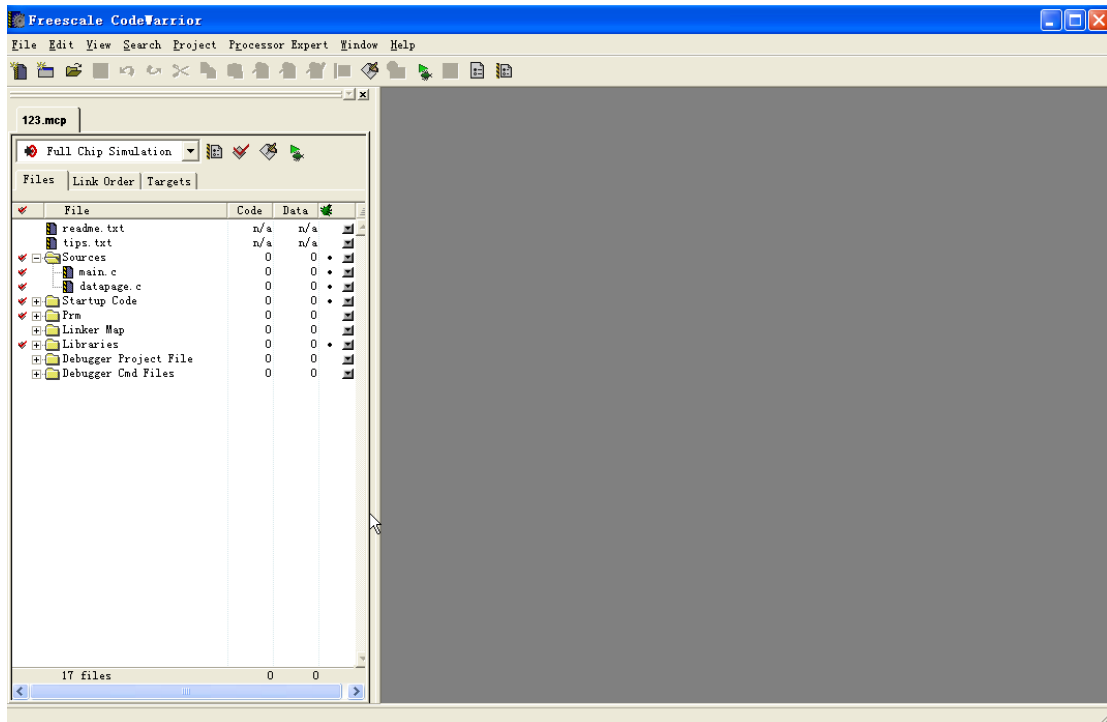 Freescale CodeWarrior
File Edit View Search Project Processor Expert Window Help
123.mcp
Full Chip Simulation
Files Link Order Targets
File Code Data
readme.txt n/a n/a
tips.txt n/a n/a
Sources 0 0
main.c 0 0
datapage.c 0 0
Startup Code 0 0
Prm 0 0
Linker Map 0 0
Libraries 0 0
Debugger Project File 0 0
Debugger Cmd Files 0 0
17 files 0 0